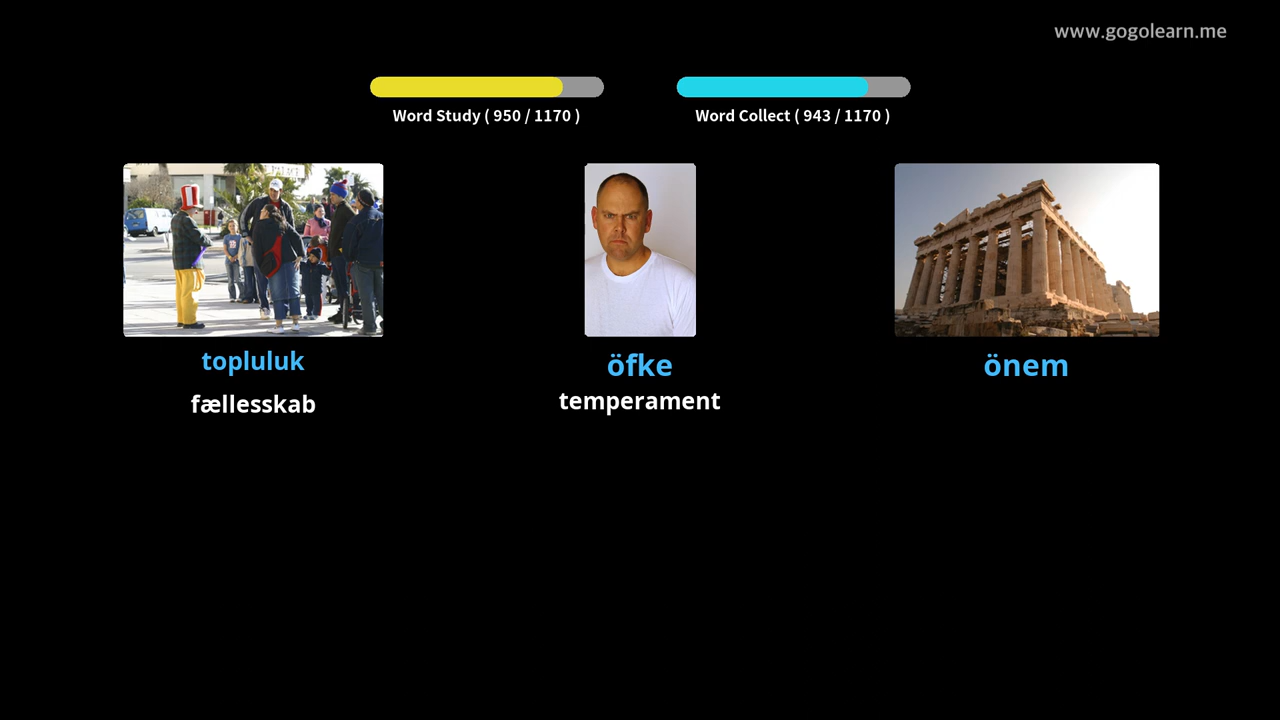 www.gogolearn.me
Word Study ( 950 / 1170 )
Word Collect ( 943 / 1170 )
topluluk
öfke
önem
fællesskab
temperament